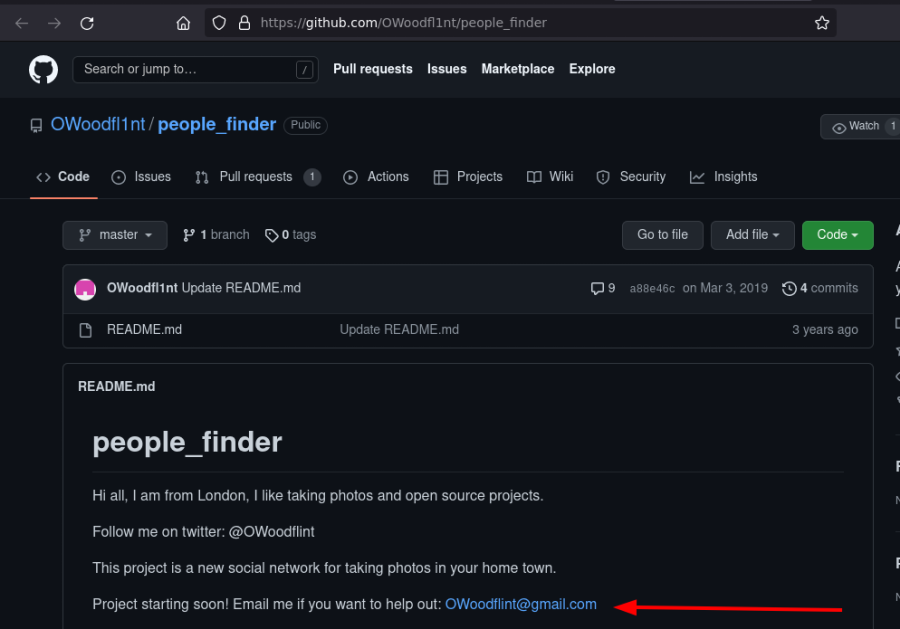 https://github.com/OWoodfl1nt/people_finder
Search or jump to… / Pull requests Issues Marketplace Explore
OWoodfl1nt / people_finder Public
Watch 1
Code Issues Pull requests 1 Actions Projects Wiki Security Insights
master 1 branch 0 tags Go to file Add file Code
OWoodfl1nt Update README.md 9 a88e46c on Mar 3, 2019 4 commits
README.md Update README.md 3 years ago
README.md
people_finder
Hi all, I am from London, I like taking photos and open source projects.
Follow me on twitter: @OWoodflint
This project is a new social network for taking photos in your home town.
Project starting soon! Email me if you want to help out: OWoodflint@gmail.com